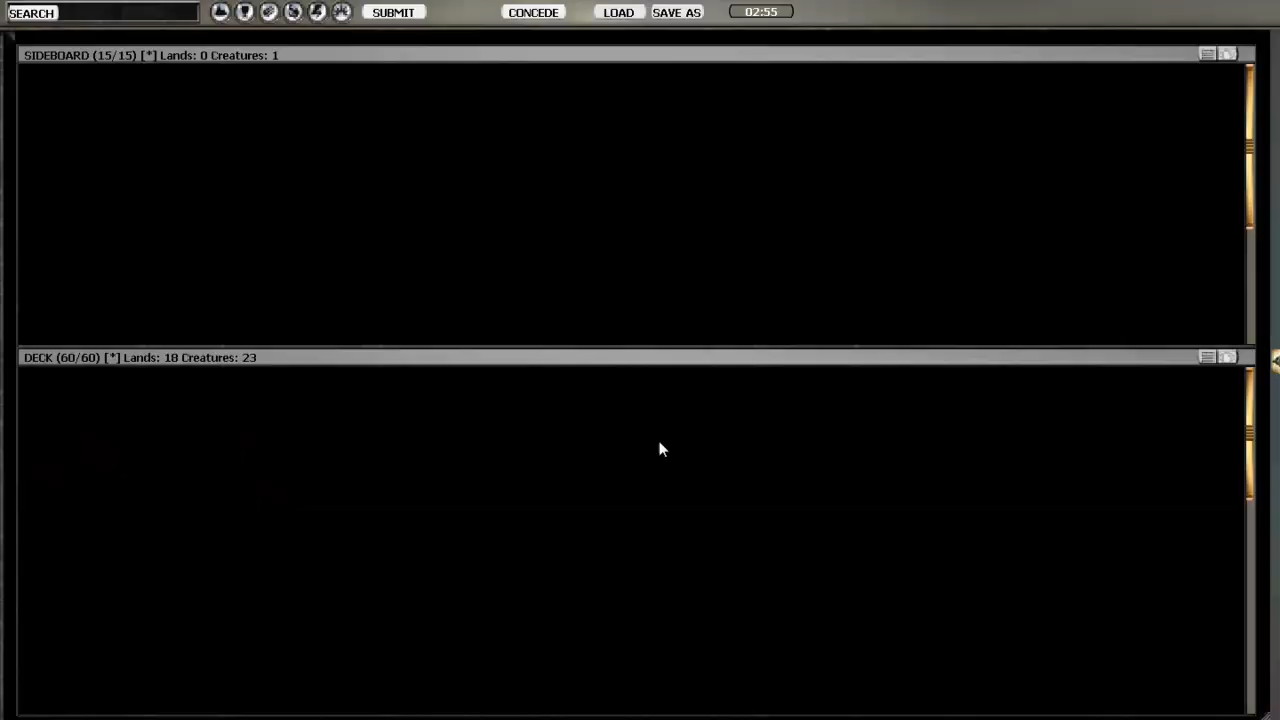 SEARCH SUBMIT CONCEDE LOAD SAVE AS 02:55
SIDEBOARD (15/15) [*] Lands: 0 Creatures: 1
DECK (60/60) [*] Lands: 18 Creatures: 23